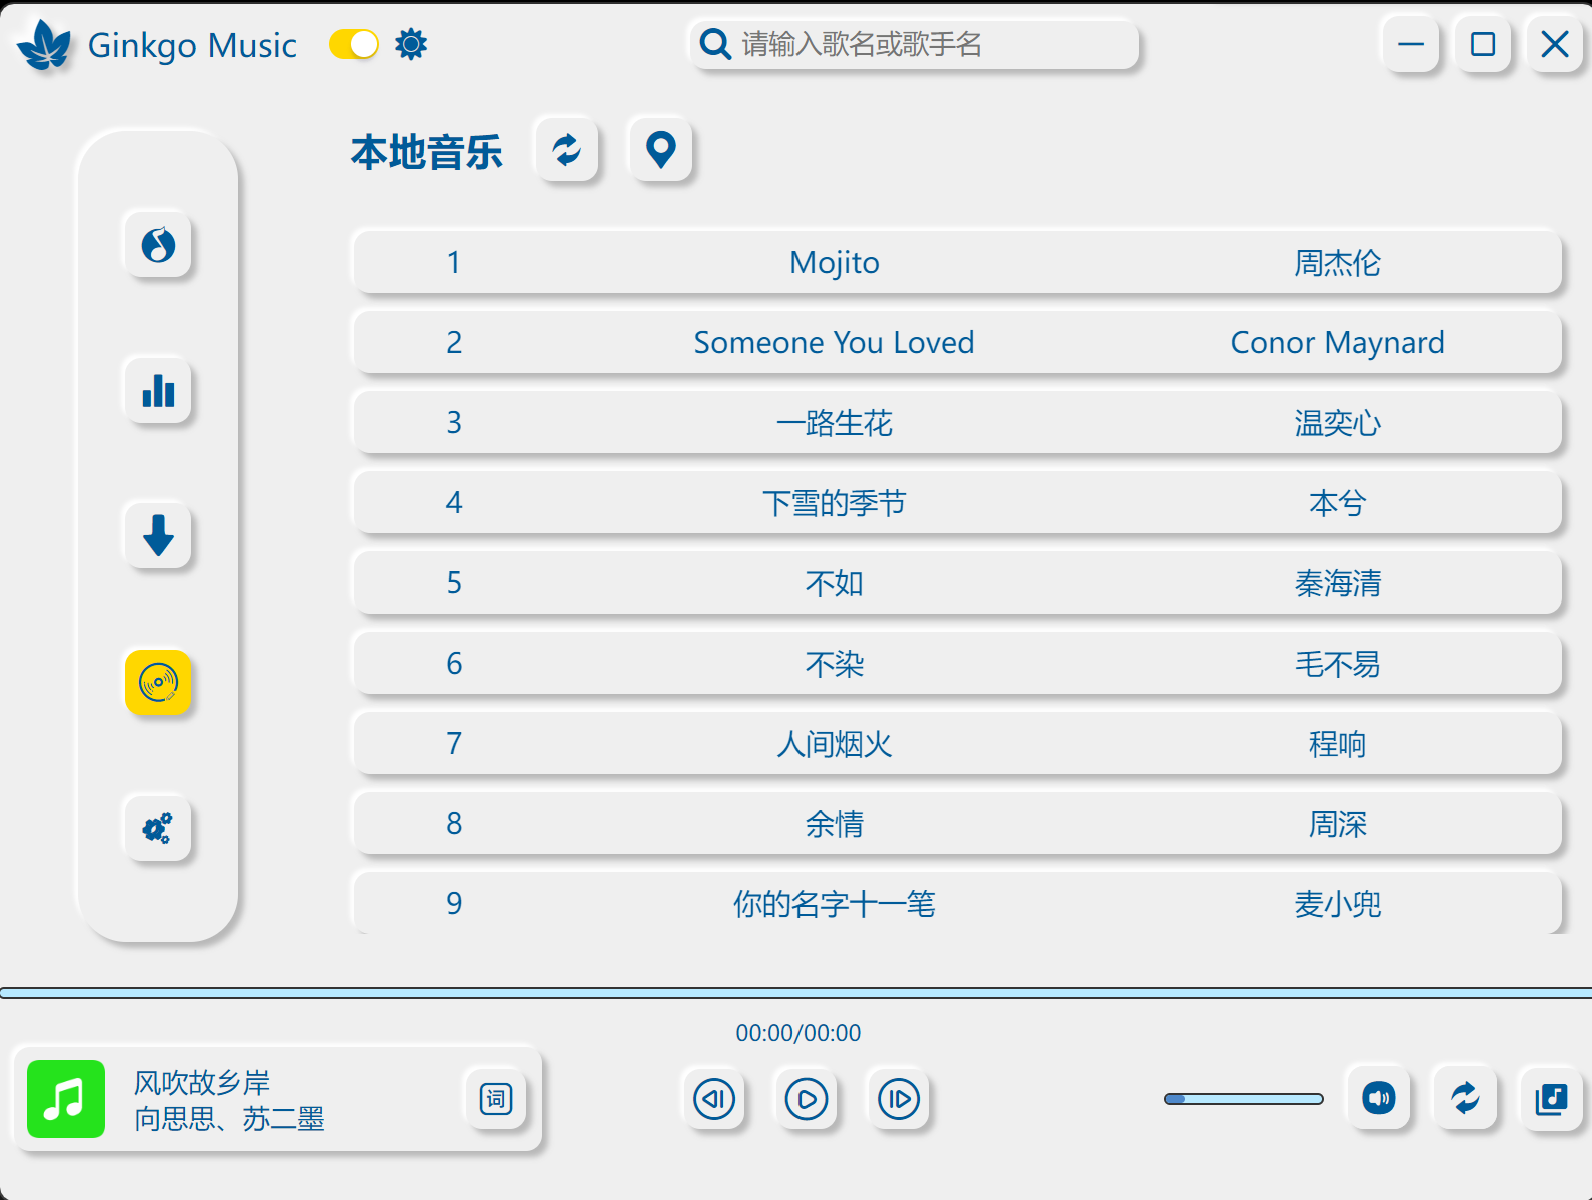 Ginkgo Music
请输入歌名或歌手名
本地音乐
1 Mojito 周杰伦
2 Someone You Loved Conor Maynard
3 一路生花 温奕心
4 下雪的季节 本兮
5 不如 秦海清
6 不染 毛不易
7 人间烟火 程响
8 余情 周深
9 你的名字十一笔 麦小兜
00:00/00:00
风吹故乡岸
向思思、苏二墨
词